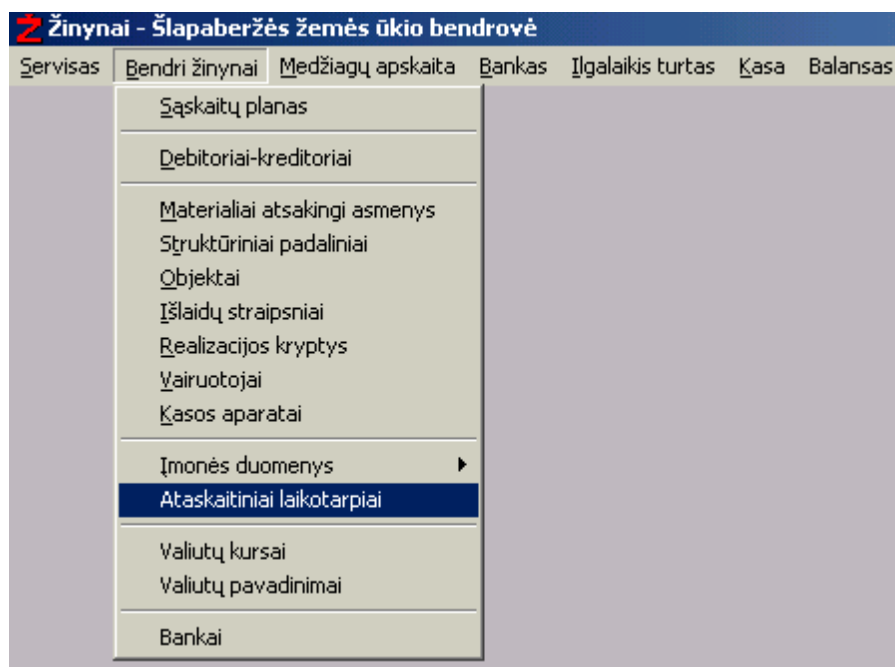 Ž Žinynai - Šlapaberžės žemės ūkio bendrovė
Servisas Bendri žinynai Medžiagų apskaita Bankas Ilgalaikis turtas Kasa Balansas
Sąskaitų planas
Debitoriai-kreditoriai
Materialiai atsakingi asmenys
Struktūriniai padaliniai
Objektai
Išlaidų straipsniai
Realizacijos kryptys
Vairuotojai
Kasos aparatai
Įmonės duomenys
Ataskaitiniai laikotarpiai
Valiutų kursai
Valiutų pavadinimai
Bankai